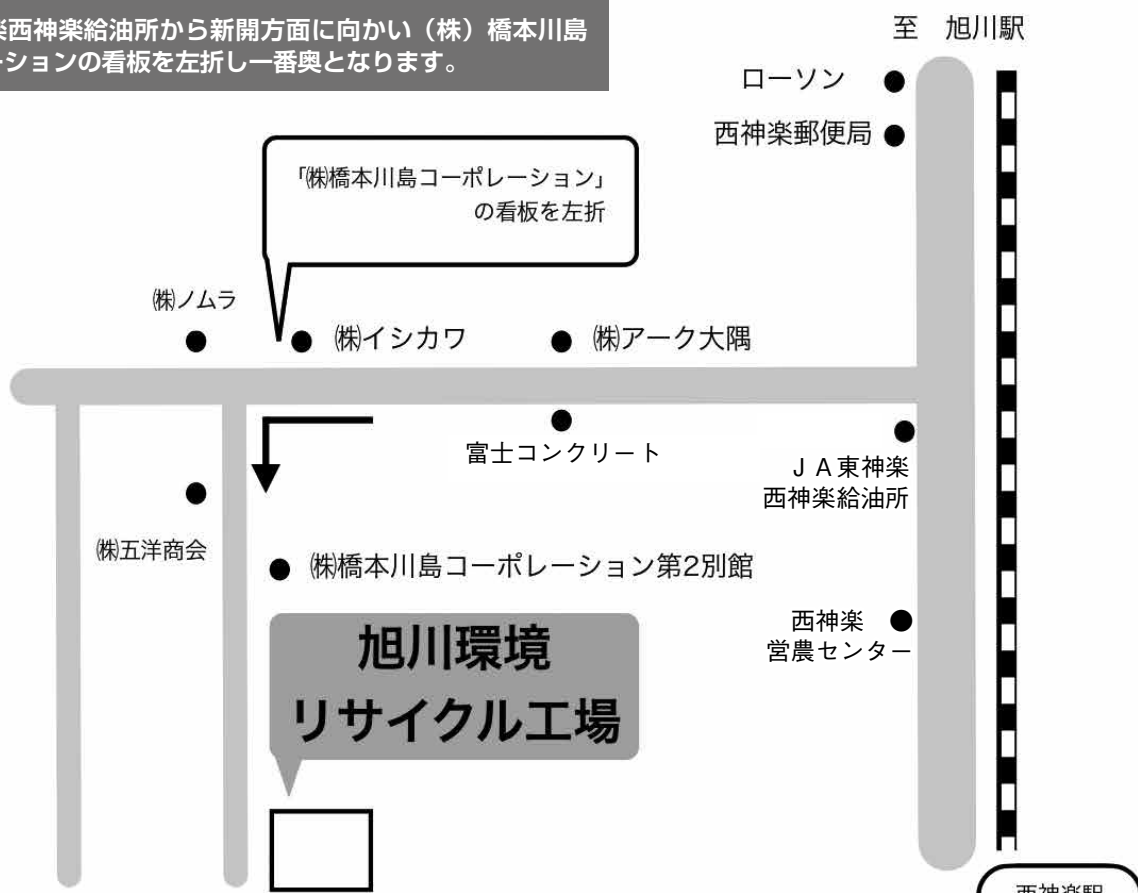 楽西神楽給油所から新開方面に向かい（株）橋本川島
ーションの看板を左折し一番奥となります。
至　旭川駅
ローソン
西神楽郵便局
「㈱橋本川島コーポレーション」
の看板を左折
㈱ノムラ
㈱イシカワ
㈱アーク大隅
富士コンクリート
ＪＡ東神楽
西神楽給油所
㈱五洋商会
㈱橋本川島コーポレーション第2別館
西神楽
営農センター
旭川環境
リサイクル工場
西神楽駅